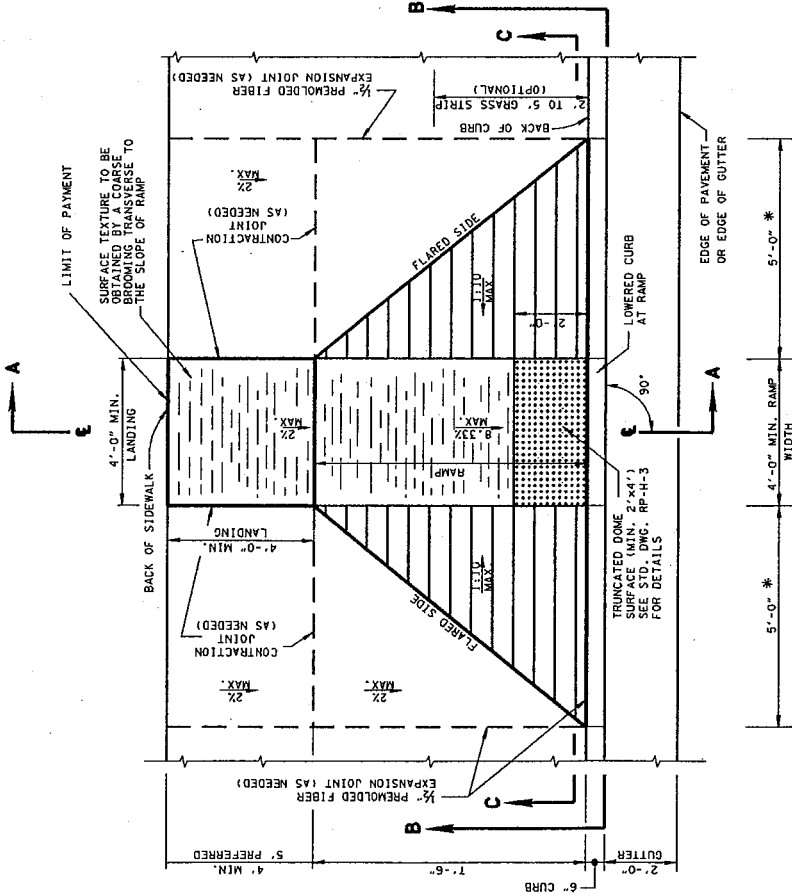 B
C
A
LIMIT OF PAYMENT
SURFACE TEXTURE TO BE
OBTAINED BY A COARSE
BROOMING TRANSVERSE TO
THE SLOPE OF RAMP
BACK OF SIDEWALK
4'-0" MIN.
LANDING
4'-0" MIN.
LANDING
CONTRACTION
JOINT
(AS NEEDED)
CONTRACTION
JOINT
(AS NEEDED)
½" PREMOLDED FIBER
EXPANSION JOINT (AS NEEDED)
2' TO 5' GRASS STRIP
(OPTIONAL)
BACK OF CURB
2%
MAX.
2%
MAX.
2%
MAX.
2%
MAX.
8.33%
MAX.
RAMP
FLARED SIDE
FLARED SIDE
1:10
MAX
1:10
MAX
2'-0"
LOWERED CURB
AT RAMP
EDGE OF PAVEMENT
OR EDGE OF GUTTER
90°
TRUNCATED DOME
SURFACE (MIN. 2'x4')
SEE STD. DWG. RP-H-3
FOR DETAILS
½" PREMOLDED FIBER
EXPANSION JOINT (AS NEEDED)
4' MIN.
5' PREFERRED
7'-6"
6" CURB
2'-0"
GUTTER
5'-0" *
4'-0" MIN. RAMP
WIDTH
5'-0" *
C
B
A